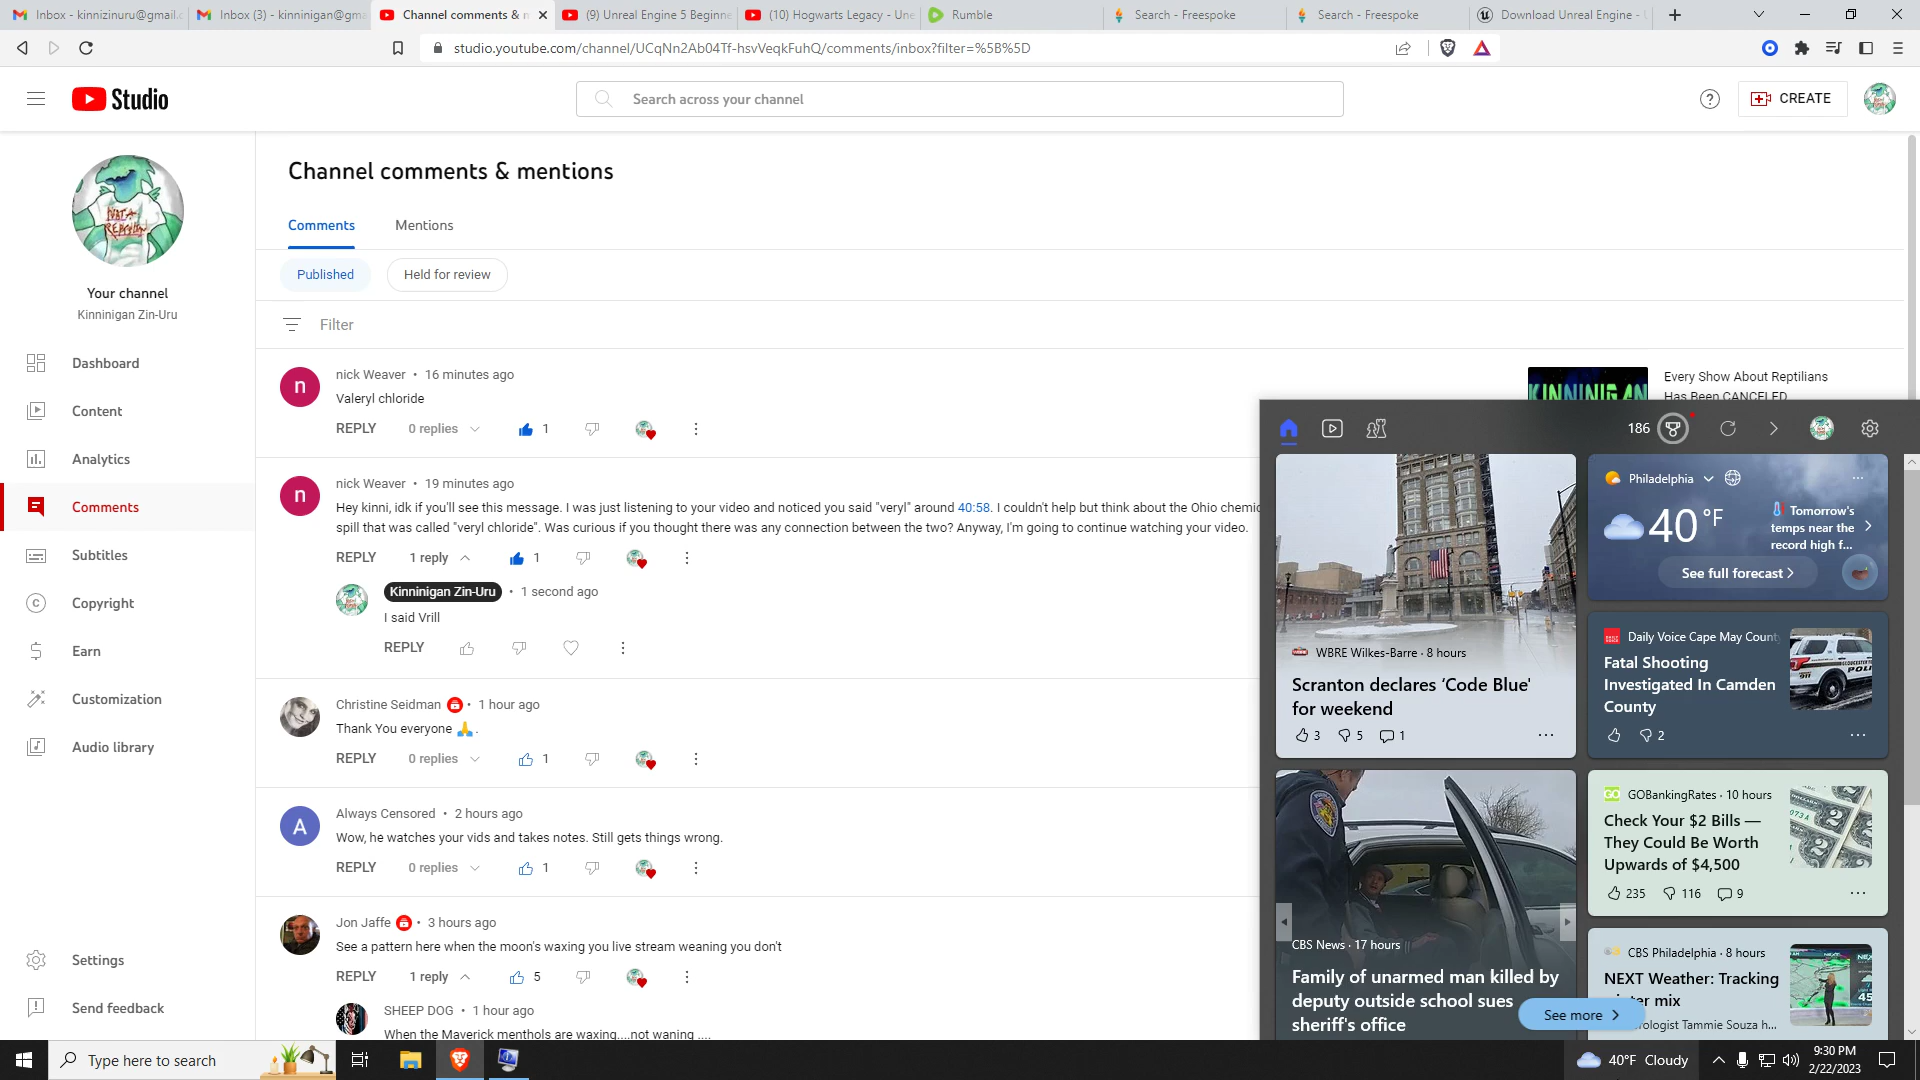 Inbox - kinnizinuru@gmail.c
Inbox (3) - kinninigan@gma
Channel comments & m
(9) Unreal Engine 5 Beginne
(10) Hogwarts Legacy - Une
Rumble
Search - Freespoke
Search - Freespoke
Download Unreal Engine - U
studio.youtube.com/channel/UCqNn2Ab04Tf-hsvVeqkFuhQ/comments/inbox?filter=%5B%5D
Studio
Search across your channel
CREATE
NOT A
REPTILIAN
Your channel
Kinninigan Zin-Uru
Dashboard
Content
Analytics
Comments
Subtitles
Copyright
Earn
Customization
Audio library
Settings
Send feedback
Channel comments & mentions
Comments
Mentions
Published
Held for review
Filter
nick Weaver • 16 minutes ago
Valeryl chloride
REPLY 0 replies 1
KINNINIGAN
Every Show About Reptilians
Has Been CANCELED
nick Weaver • 19 minutes ago
Hey kinni, idk if you'll see this message. I was just listening to your video and noticed you said "veryl" around 40:58. I couldn't help but think about the Ohio chemic
spill that was called "veryl chloride". Was curious if you thought there was any connection between the two? Anyway, I'm going to continue watching your video.
REPLY 1 reply 1
Kinninigan Zin-Uru • 1 second ago
I said Vrill
REPLY
Christine Seidman • 1 hour ago
Thank You everyone 🙏.
REPLY 0 replies 1
A
Always Censored • 2 hours ago
Wow, he watches your vids and takes notes. Still gets things wrong.
REPLY 0 replies 1
Jon Jaffe • 3 hours ago
See a pattern here when the moon's waxing you live stream weaning you don't
REPLY 1 reply 5
SHEEP DOG • 1 hour ago
When the Maverick menthols are waxing....not waning ....
186
WBRE Wilkes-Barre · 8 hours
Scranton declares 'Code Blue'
for weekend
3 5 1
Philadelphia
40 °F
Tomorrow's
temps near the
record high f...
See full forecast
Daily Voice Cape May Count
Fatal Shooting
Investigated In Camden
County
2
CBS News · 17 hours
Family of unarmed man killed by
deputy outside school sues
sheriff's office
GOBankingRates · 10 hours
Check Your $2 Bills —
They Could Be Worth
Upwards of $4,500
235 116 9
CBS Philadelphia · 8 hours
NEXT Weather: Tracking
mix
rologist Tammie Souza h...
See more
Type here to search
40°F Cloudy
9:30 PM
2/22/2023